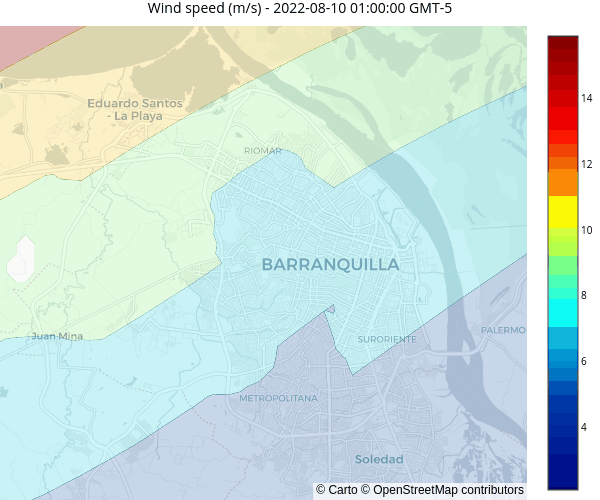 Wind speed (m/s) - 2022-08-10 01:00:00 GMT-5
Eduardo Santos
- La Playa
RIOMAR
BARRANQUILLA
Juan Mina
SURORIENTE
PALERMO
METROPOLITANA
Soledad
© Carto © OpenStreetMap contributors
14
12
10
8
6
4